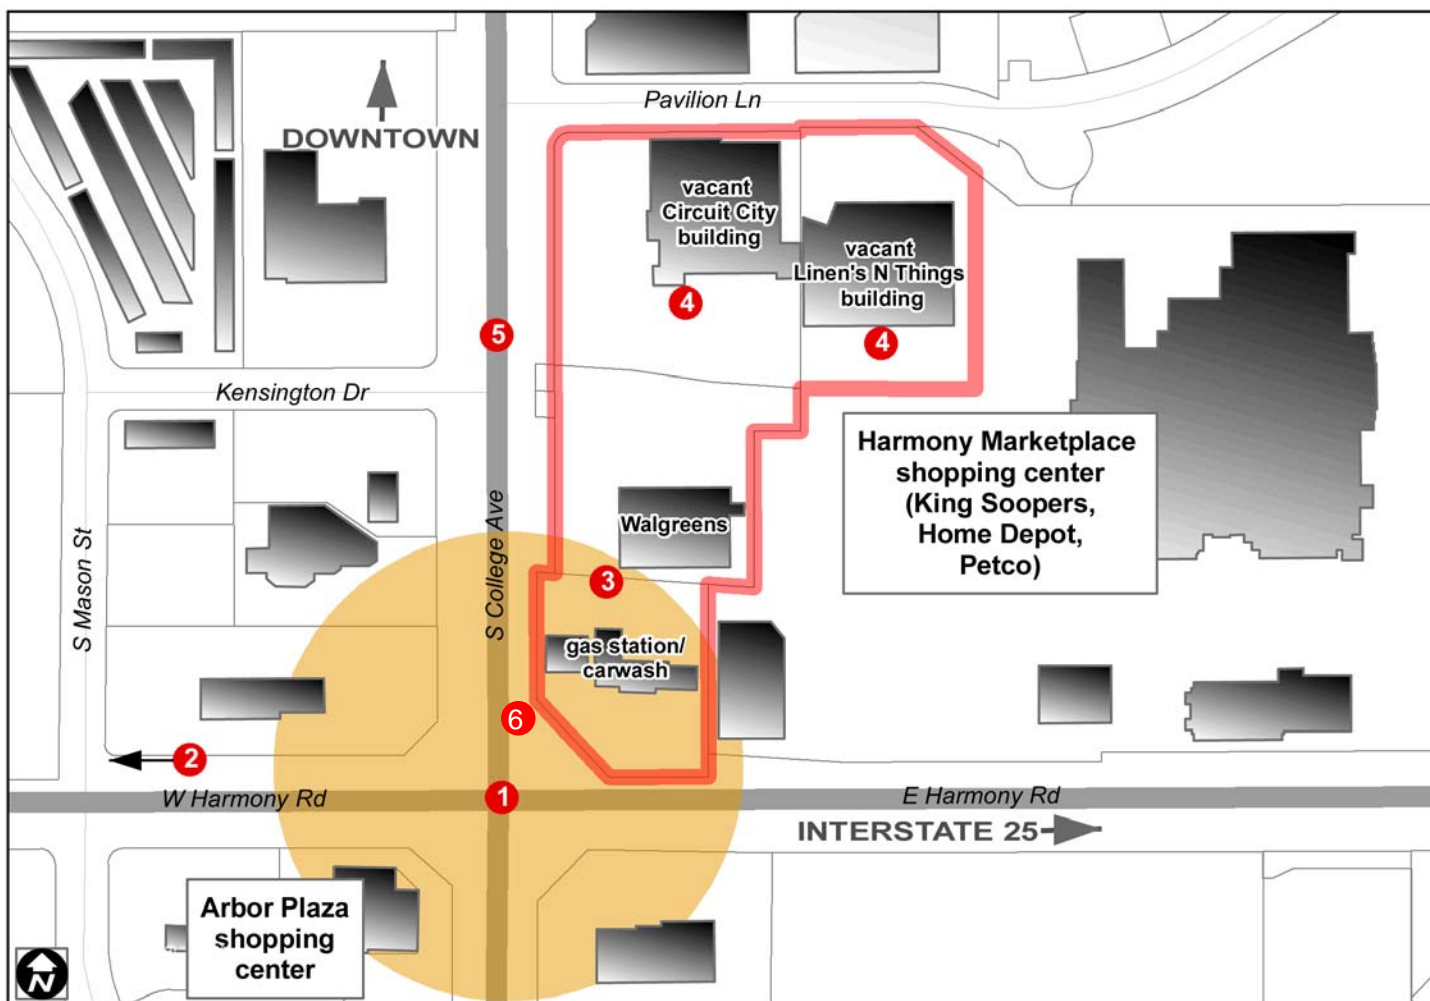 Pavilion Ln
DOWNTOWN
vacant
Circuit City
building
vacant
Linen's N Things
building
4
5
4
Kensington Dr
Harmony Marketplace
shopping center
(King Soopers,
Home Depot,
Petco)
Walgreens
S Mason St
S College Ave
3
gas station/
carwash
6
2
W Harmony Rd
1
E Harmony Rd
INTERSTATE 25
Arbor Plaza
shopping
center
N